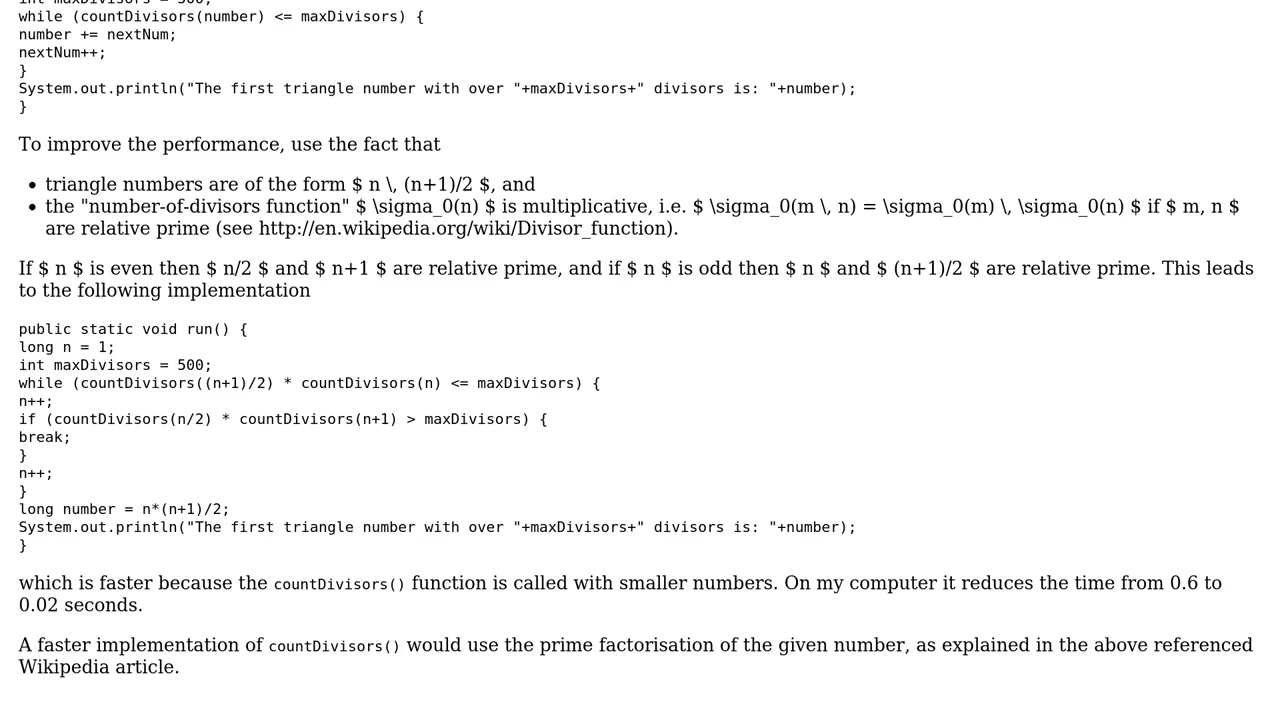 int maxDivisors = 500;
while (countDivisors(number) <= maxDivisors) {
number += nextNum;
nextNum++;
}
System.out.println("The first triangle number with over "+maxDivisors+" divisors is: "+number);
}
To improve the performance, use the fact that
• triangle numbers are of the form $ n \, (n+1)/2 $, and
• the "number-of-divisors function" $ \sigma_0(n) $ is multiplicative, i.e. $ \sigma_0(m \, n) = \sigma_0(m) \, \sigma_0(n) $ if $ m, n $
are relative prime (see http://en.wikipedia.org/wiki/Divisor_function).
If $ n $ is even then $ n/2 $ and $ n+1 $ are relative prime, and if $ n $ is odd then $ n $ and $ (n+1)/2 $ are relative prime. This leads
to the following implementation
public static void run() {
long n = 1;
int maxDivisors = 500;
while (countDivisors((n+1)/2) * countDivisors(n) <= maxDivisors) {
n++;
if (countDivisors(n/2) * countDivisors(n+1) > maxDivisors) {
break;
}
n++;
}
long number = n*(n+1)/2;
System.out.println("The first triangle number with over "+maxDivisors+" divisors is: "+number);
}
which is faster because the countDivisors() function is called with smaller numbers. On my computer it reduces the time from 0.6 to
0.02 seconds.
A faster implementation of countDivisors() would use the prime factorisation of the given number, as explained in the above referenced
Wikipedia article.